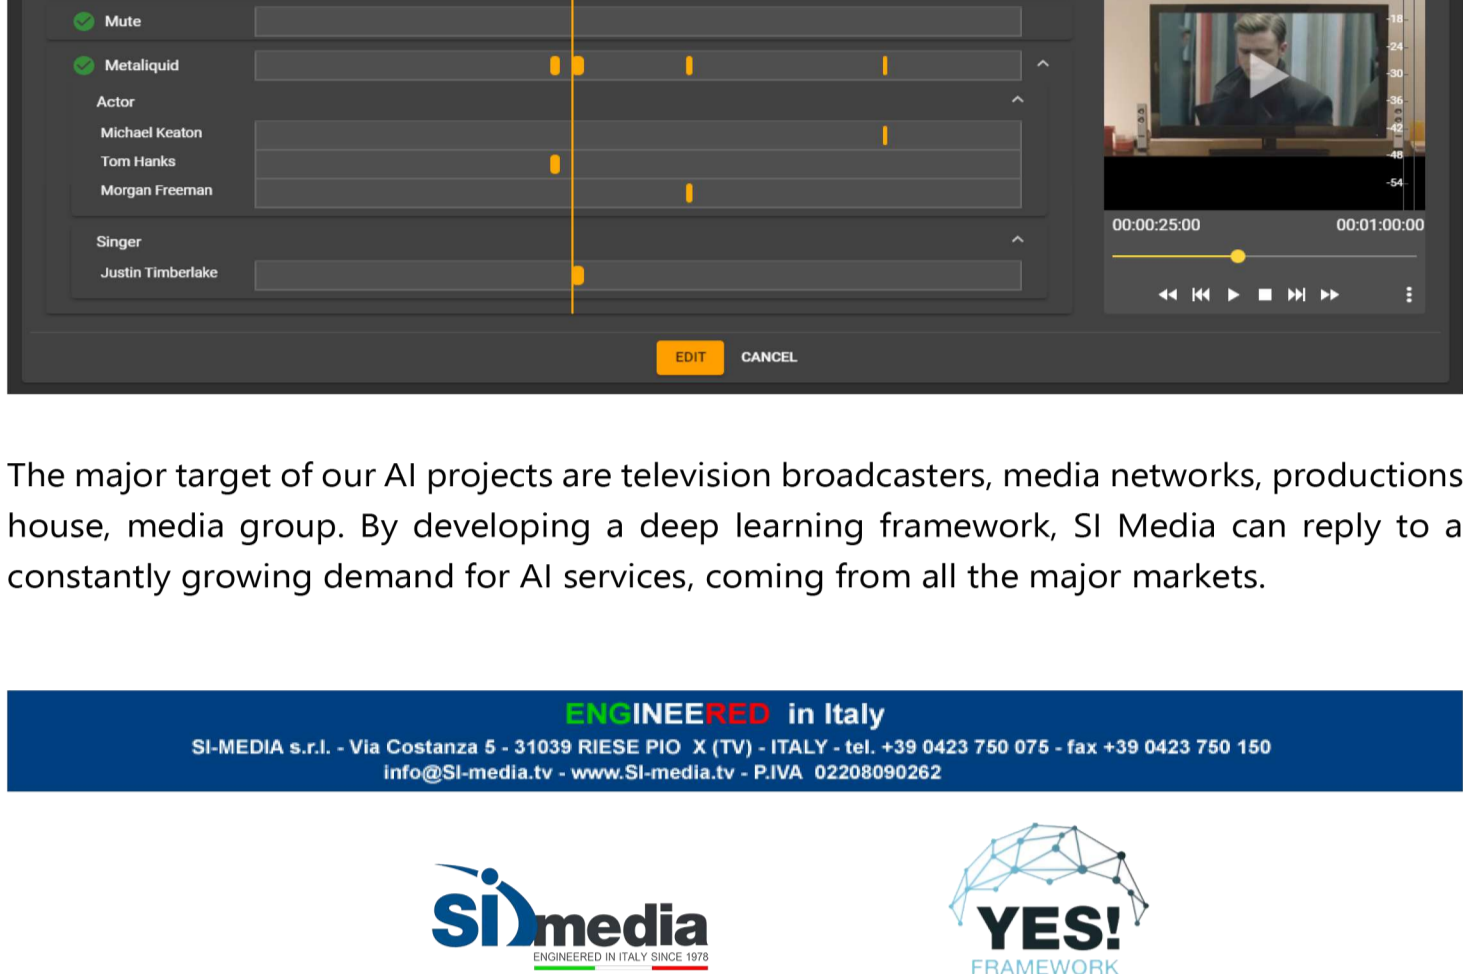 Mute
-18
-24
Metaliquid
-30
Actor
-36
Michael Keaton
-42
Tom Hanks
-48
Morgan Freeman
-54
00:00:25:00 00:01:00:00
Singer
Justin Timberlake
EDIT CANCEL
The major target of our AI projects are television broadcasters, media networks, productions
house, media group. By developing a deep learning framework, SI Media can reply to a
constantly growing demand for AI services, coming from all the major markets.
ENGINEERED in Italy
SI-MEDIA s.r.l. - Via Costanza 5 - 31039 RIESE PIO X (TV) - ITALY - tel. +39 0423 750 075 - fax +39 0423 750 150
info@SI-media.tv - www.SI-media.tv - P.IVA 02208090262
SI media
ENGINEERED IN ITALY SINCE 1978
YES!
FRAMEWORK